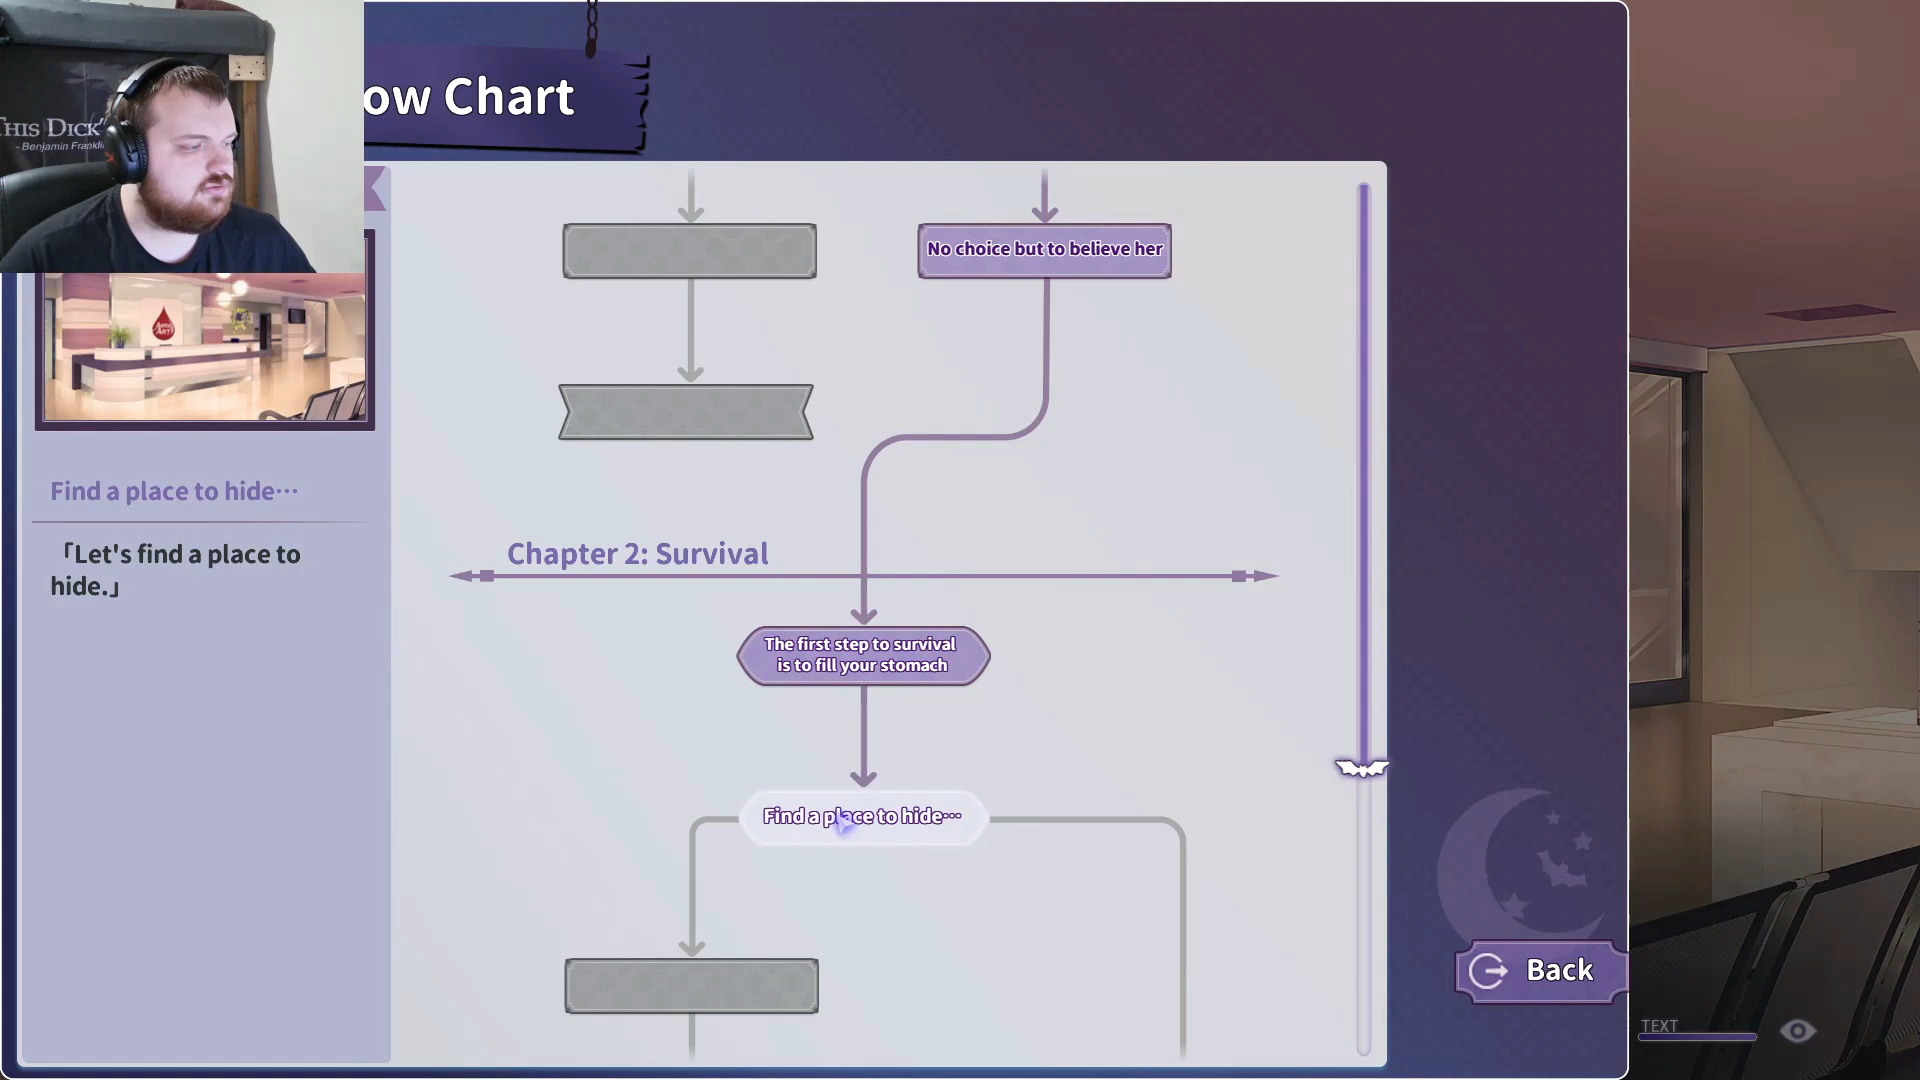 ow Chart
THIS DICK'
- Benjamin Frankli
No choice but to believe her
Find a place to hide…
「Let's find a place to
hide.」
Chapter 2: Survival
The first step to survival
is to fill your stomach
Find a place to hide…
Back
TEXT